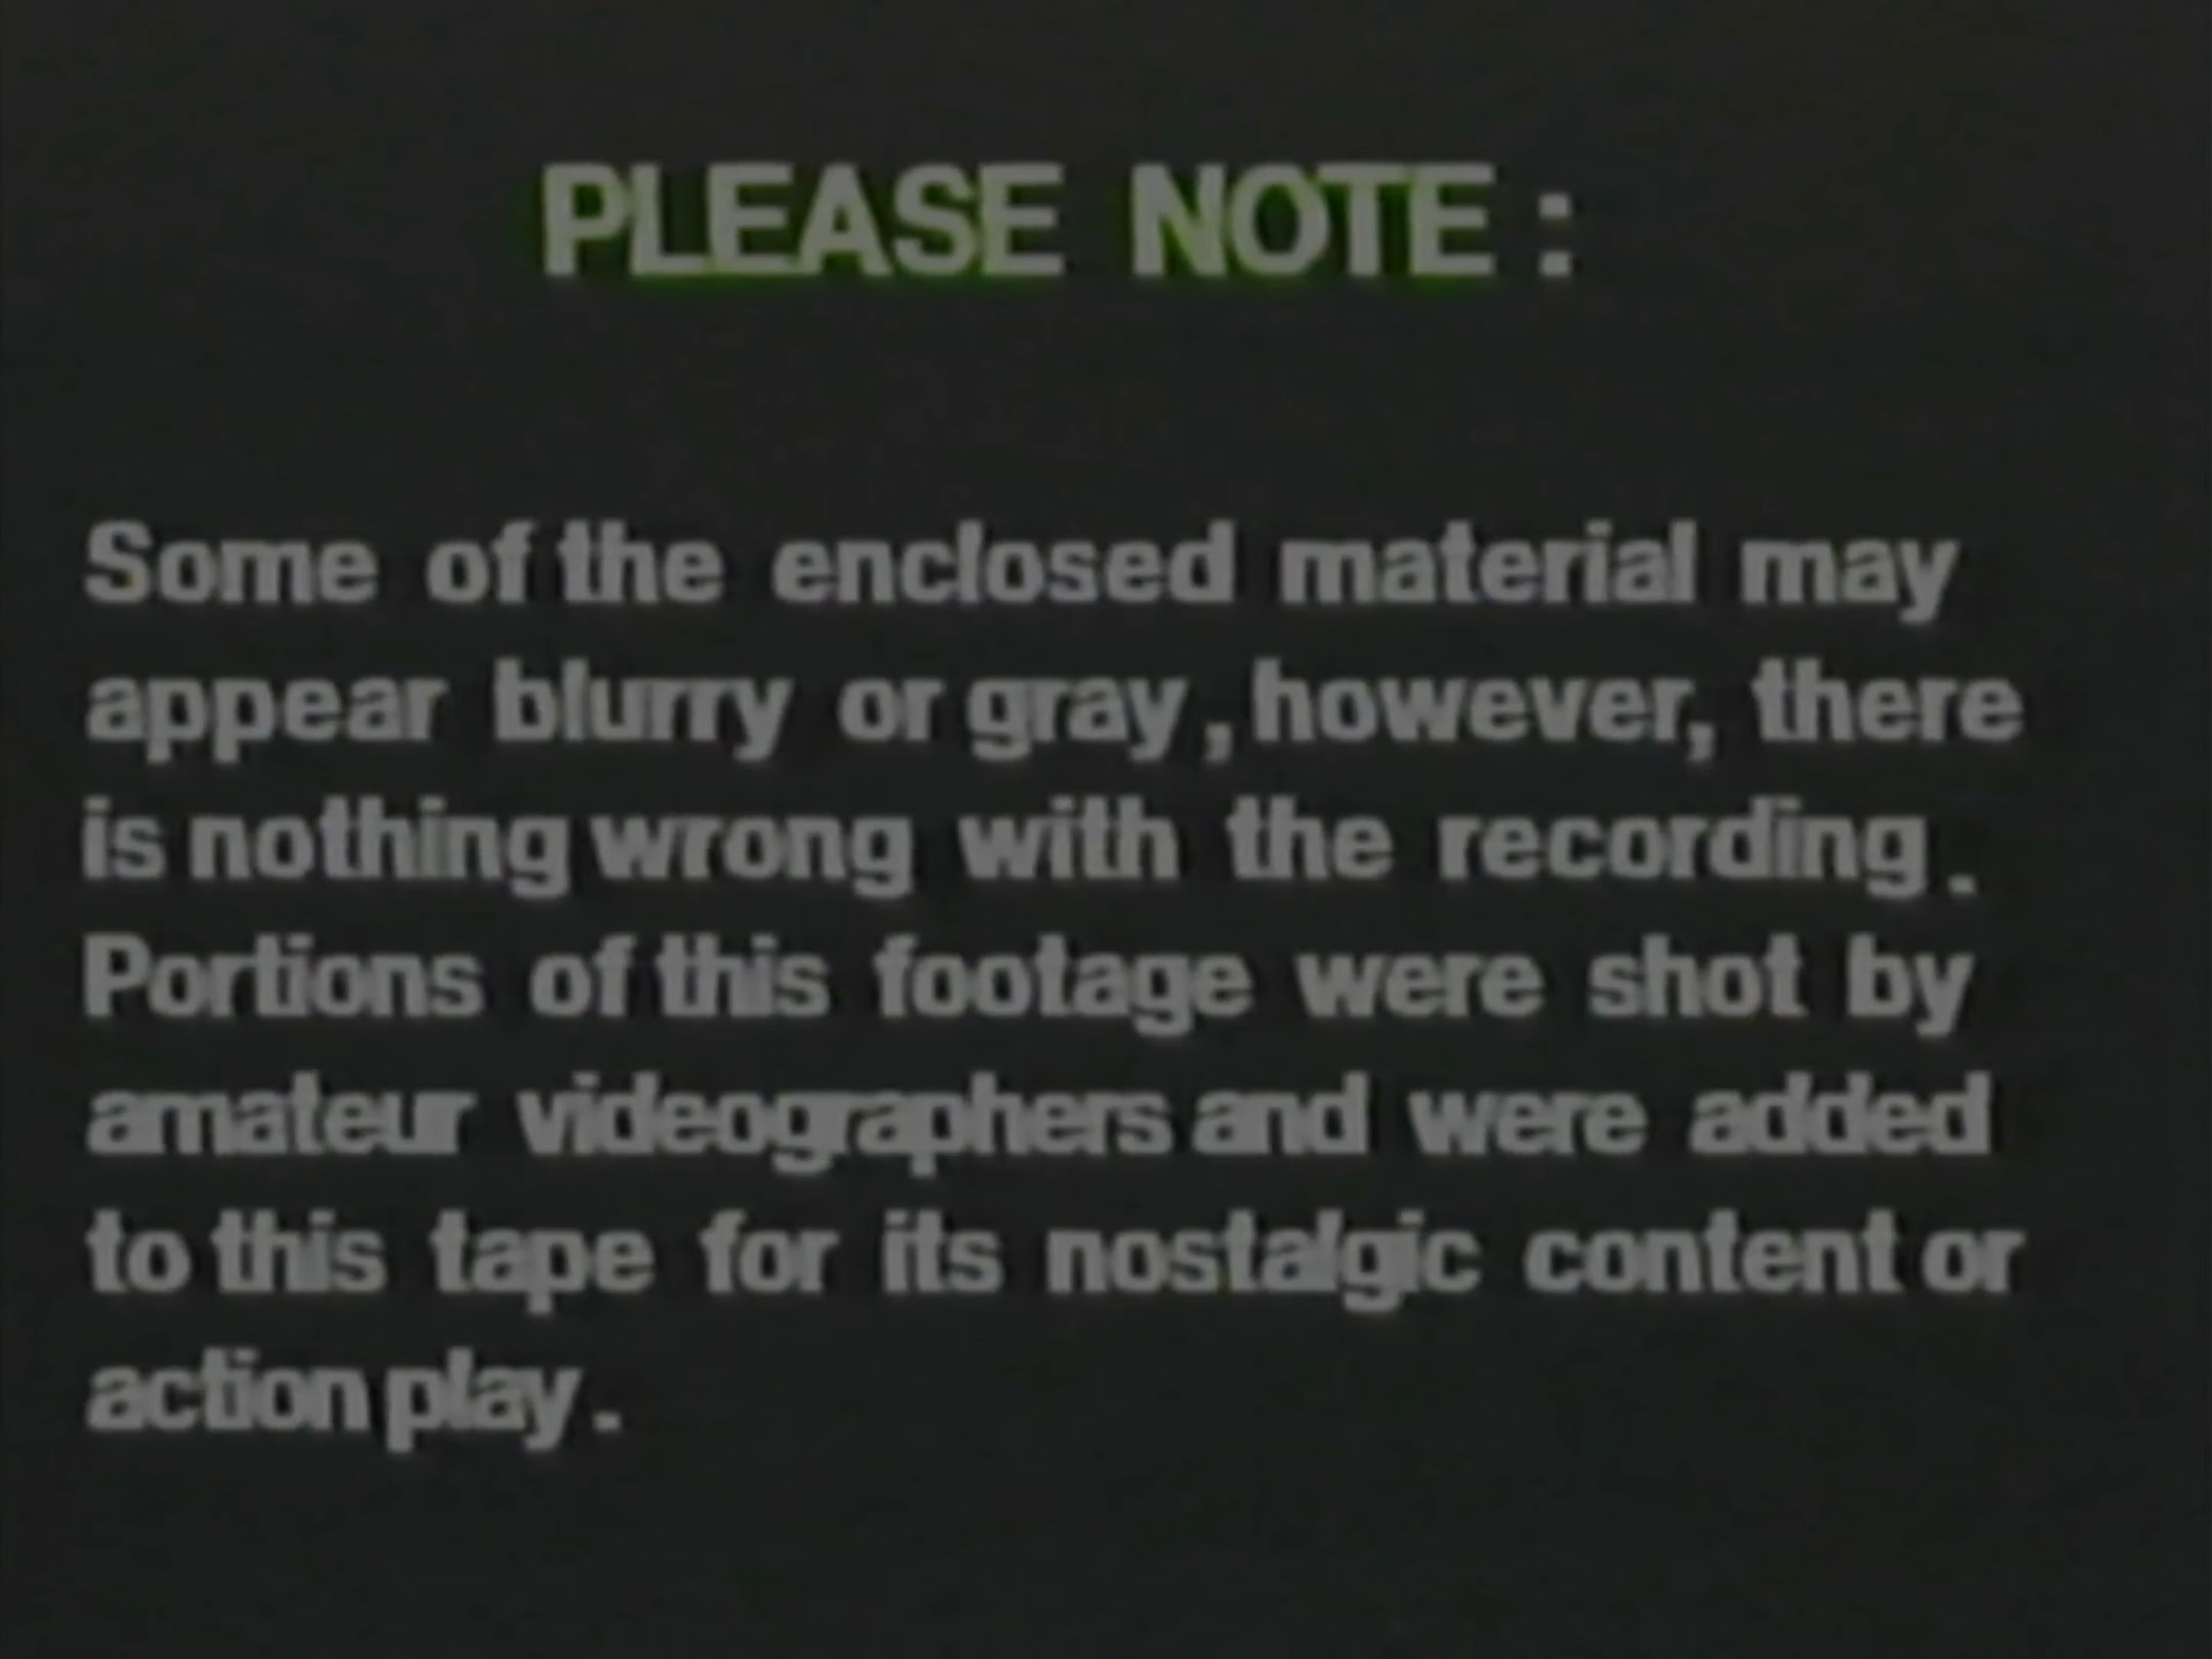 PLEASE NOTE :
Some of the enclosed material may
appear blurry or gray, however, there
is nothing wrong with the recording.
Portions of this footage were shot by
amateur videographers and were added
to this tape for its nostalgic content or
action play.